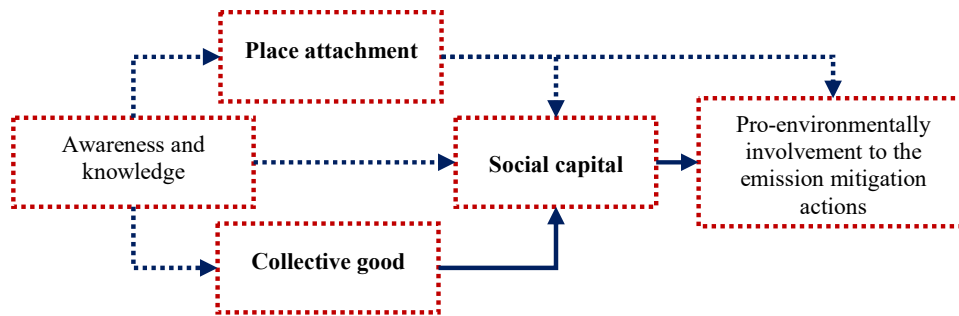 Place attachment
Awareness and
knowledge
Social capital
Pro-environmentally
involvement to the
emission mitigation
actions
Collective good